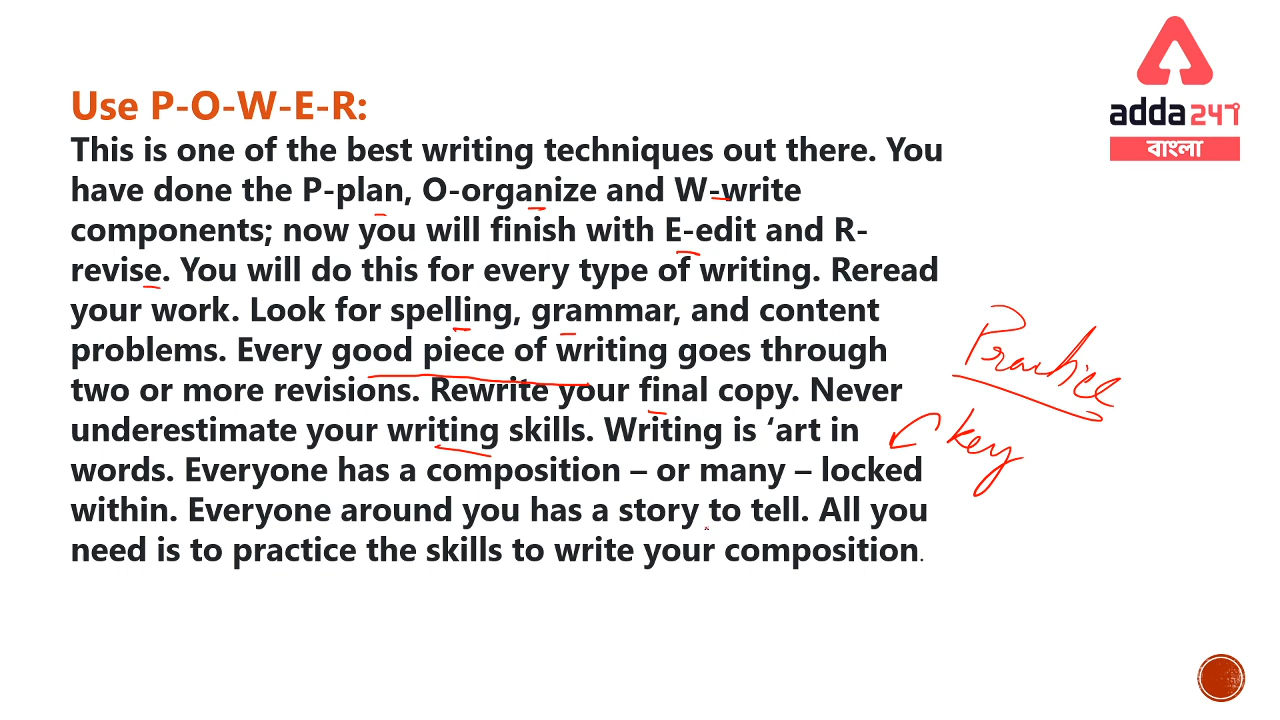 Use P-O-W-E-R:
This is one of the best writing techniques out there. You
have done the P-plan, O-organize and W-write
components; now you will finish with E-edit and R-
revise. You will do this for every type of writing. Reread
your work. Look for spelling, grammar, and content
problems. Every good piece of writing goes through
two or more revisions. Rewrite your final copy. Never
underestimate your writing skills. Writing is ‘art in
words. Everyone has a composition – or many – locked
within. Everyone around you has a story to tell. All you
need is to practice the skills to write your composition.
adda247
বাংলা
Practice
key